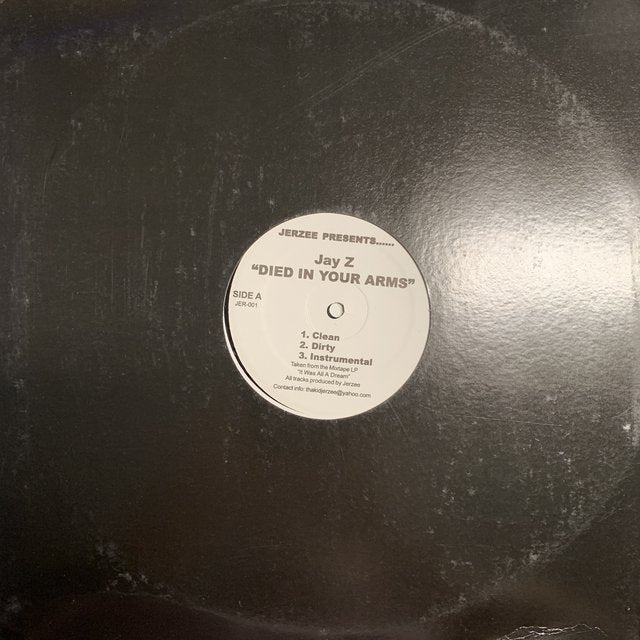 JERZEE PRESENTS......
Jay Z
"DIED IN YOUR ARMS"
SIDE A
JER-001
1. Clean
2. Dirty
3. Instrumental
Taken from the Mixtape LP
"It Was All A Dream"
All tracks produced by Jerzee
Contact info: thakidjerzee@yahoo.com